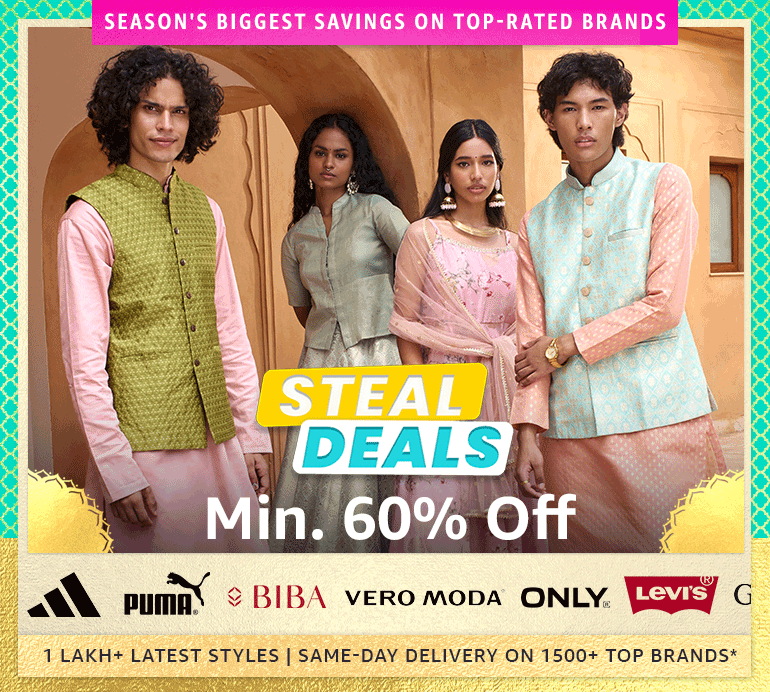 SEASON'S BIGGEST SAVINGS ON TOP-RATED BRANDS
STEAL
DEALS
Min. 60% Off
PUMA® BIBA VERO MODA ONLY® LEVI'S® G
1 LAKH+ LATEST STYLES | SAME-DAY DELIVERY ON 1500+ TOP BRANDS*